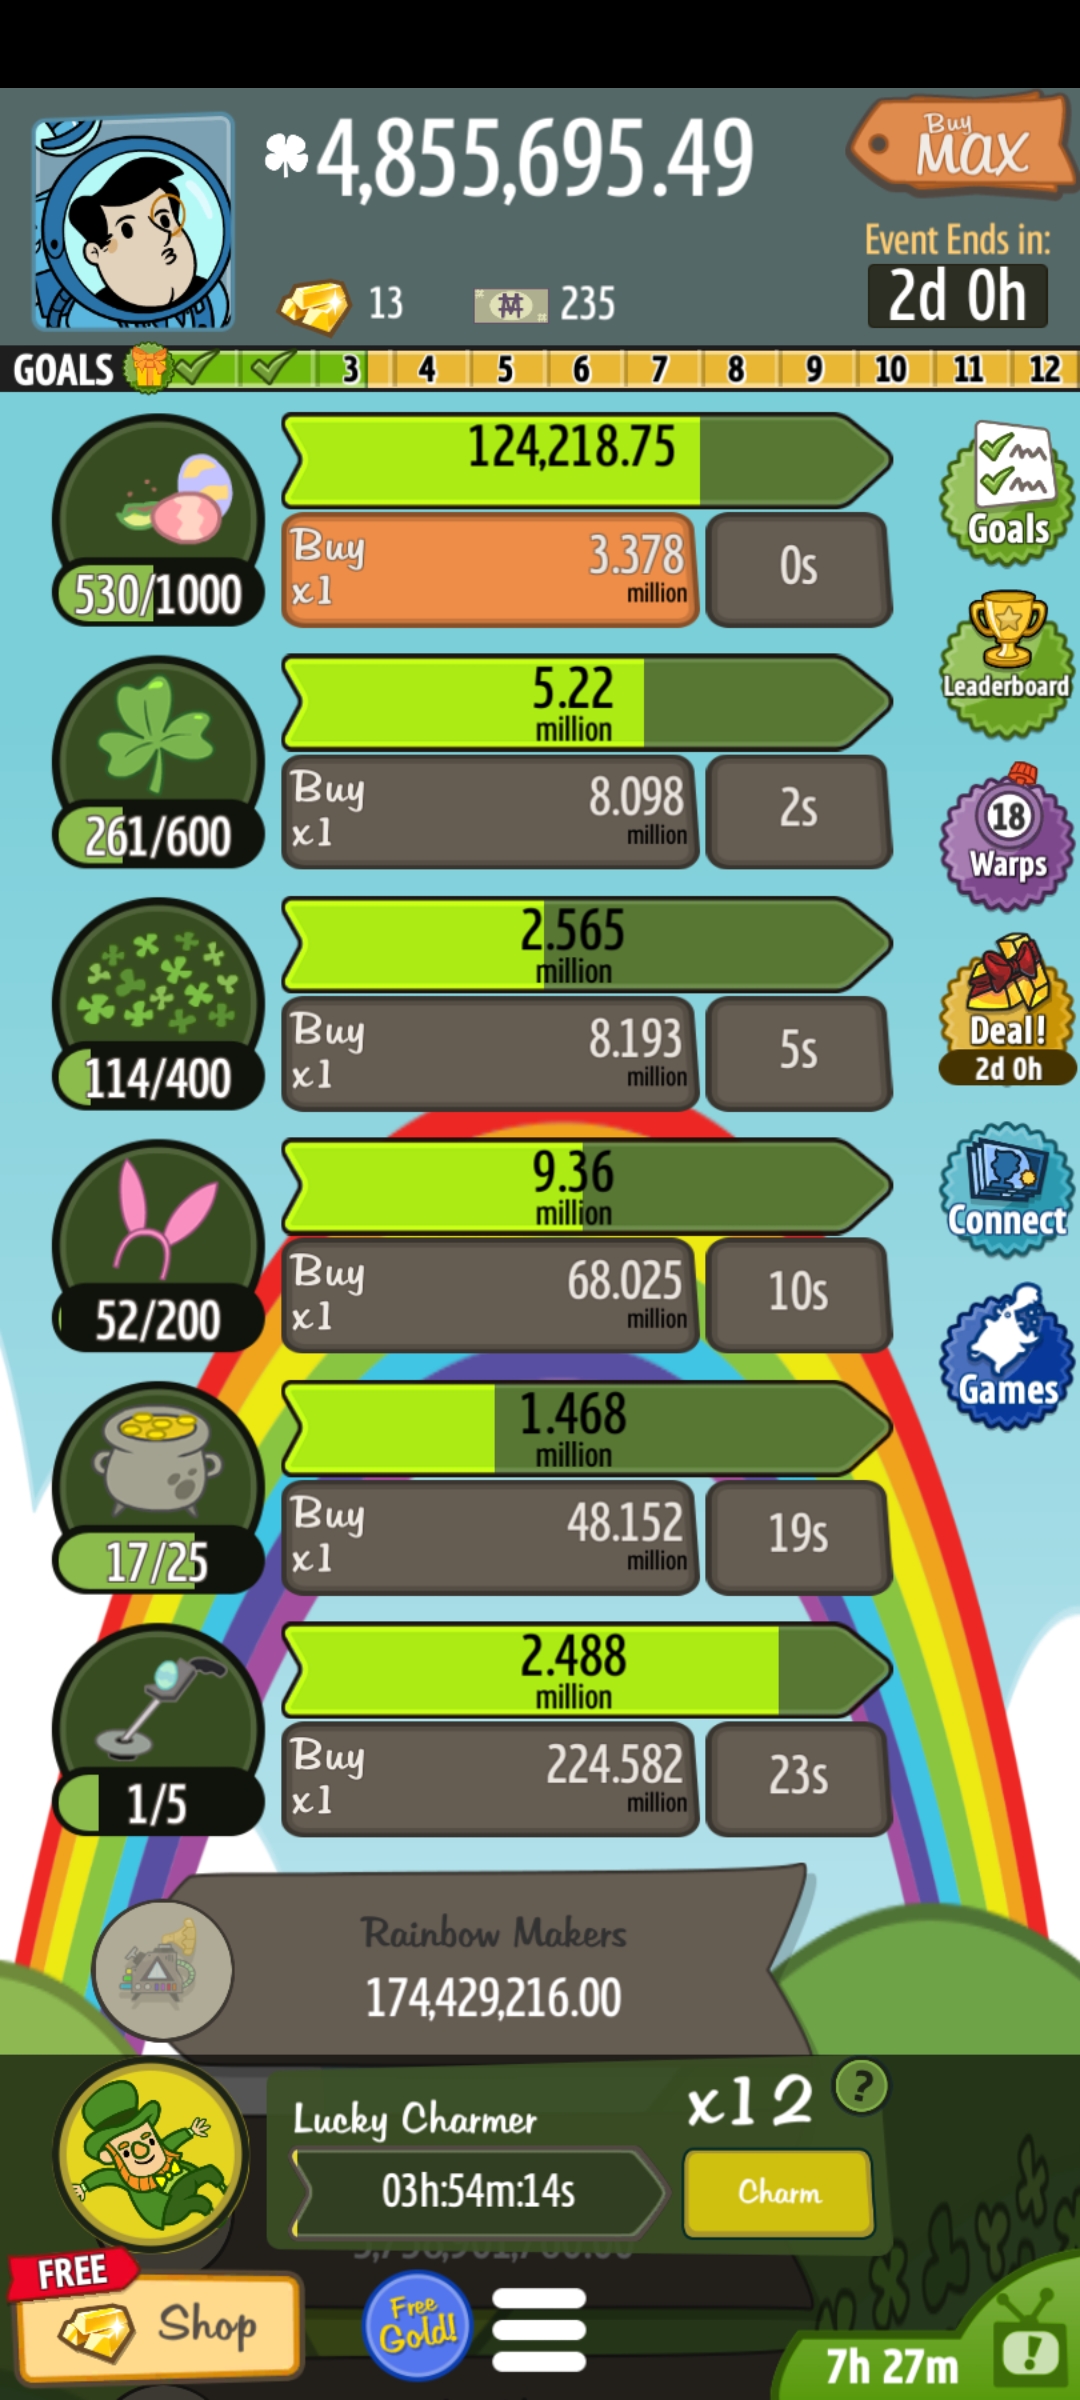 4,855,695.49
Buy
MAX
Event Ends in:
2d 0h
13
235
GOALS 3 4 5 6 7 8 9 10 11 12
124,218.75
Buy
x1
3.378
million
0s
530/1000
Goals
5.22
million
Leaderboard
Buy
x1
8.098
million
2s
261/600
18
Warps
2.565
million
Buy
x1
8.193
million
5s
114/400
Deal!
2d 0h
9.36
million
Connect
Buy
x1
68.025
million
10s
52/200
Games
1.468
million
Buy
x1
48.152
million
19s
17/25
2.488
million
Buy
x1
224.582
million
23s
1/5
Rainbow Makers
174,429,216.00
Lucky Charmer
x12
?
03h:54m:14s
Charm
FREE
Shop
Free
Gold!
7h 27m
!